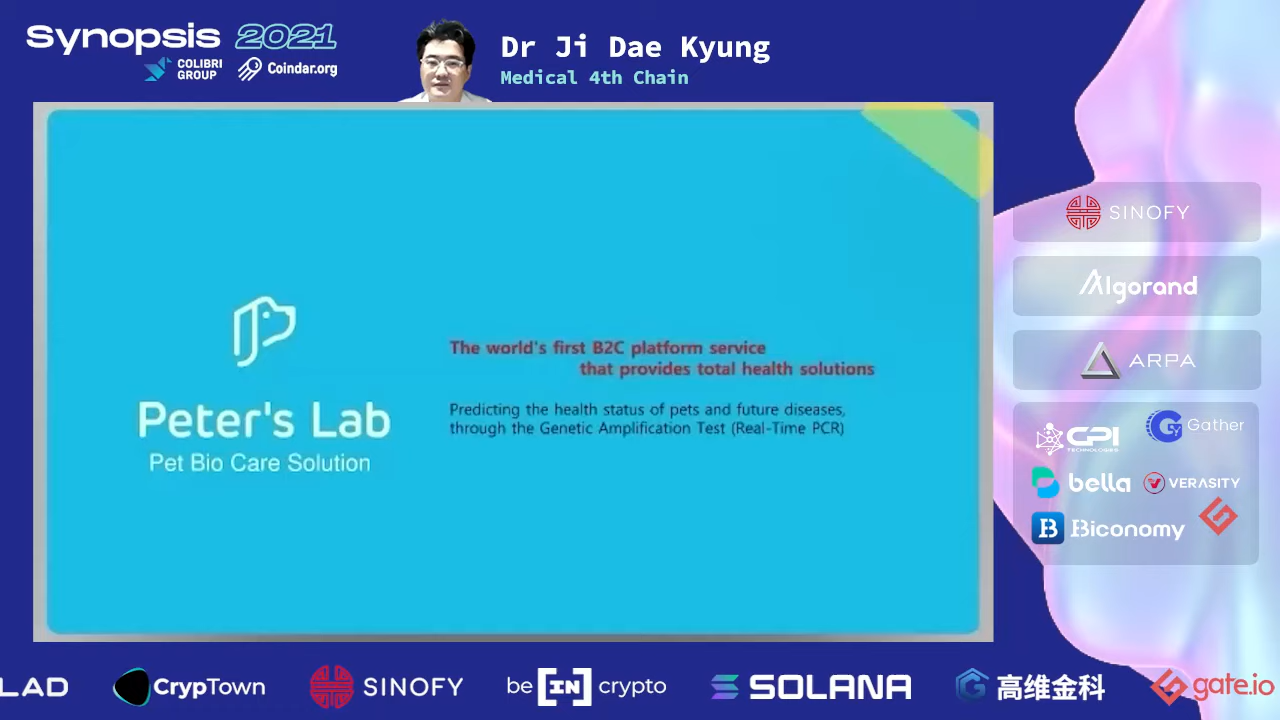 Synopsis 2021
COLIBRI
GROUP
Coindar.org
Dr Ji Dae Kyung
Medical 4th Chain
The world's first B2C platform service
that provides total health solutions
Predicting the health status of pets and future diseases,
through the Genetic Amplification Test (Real-Time PCR)
Peter's Lab
Pet Bio Care Solution
SINOFY
Algorand
ARPA
CPI
TECHNOLOGIES
Gather
bella
VERASITY
Biconomy
LAD
CrypTown
SINOFY
be [IN] crypto
SOLANA
高维金科
gate.io